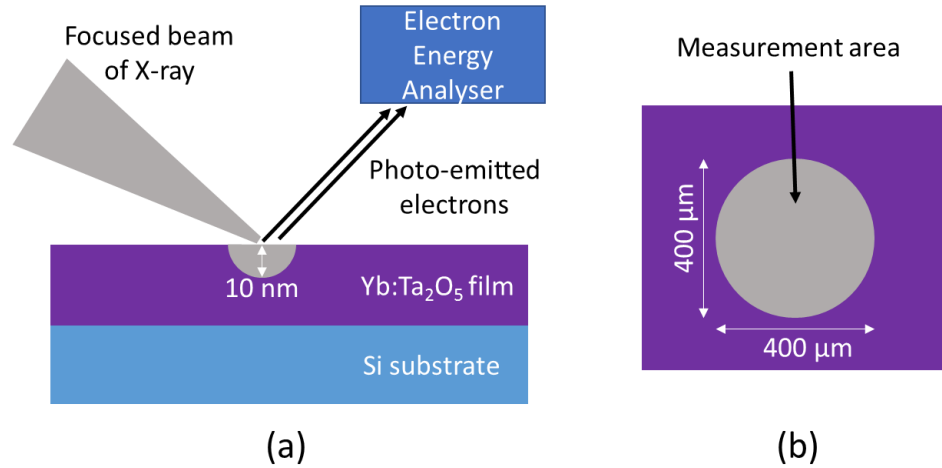 Focused beam
of X-ray
Electron
Energy
Analyser
Photo-emitted
electrons
10 nm
Yb:Ta₂O₅ film
Si substrate
(a)
Measurement area
400 µm
400 µm
(b)